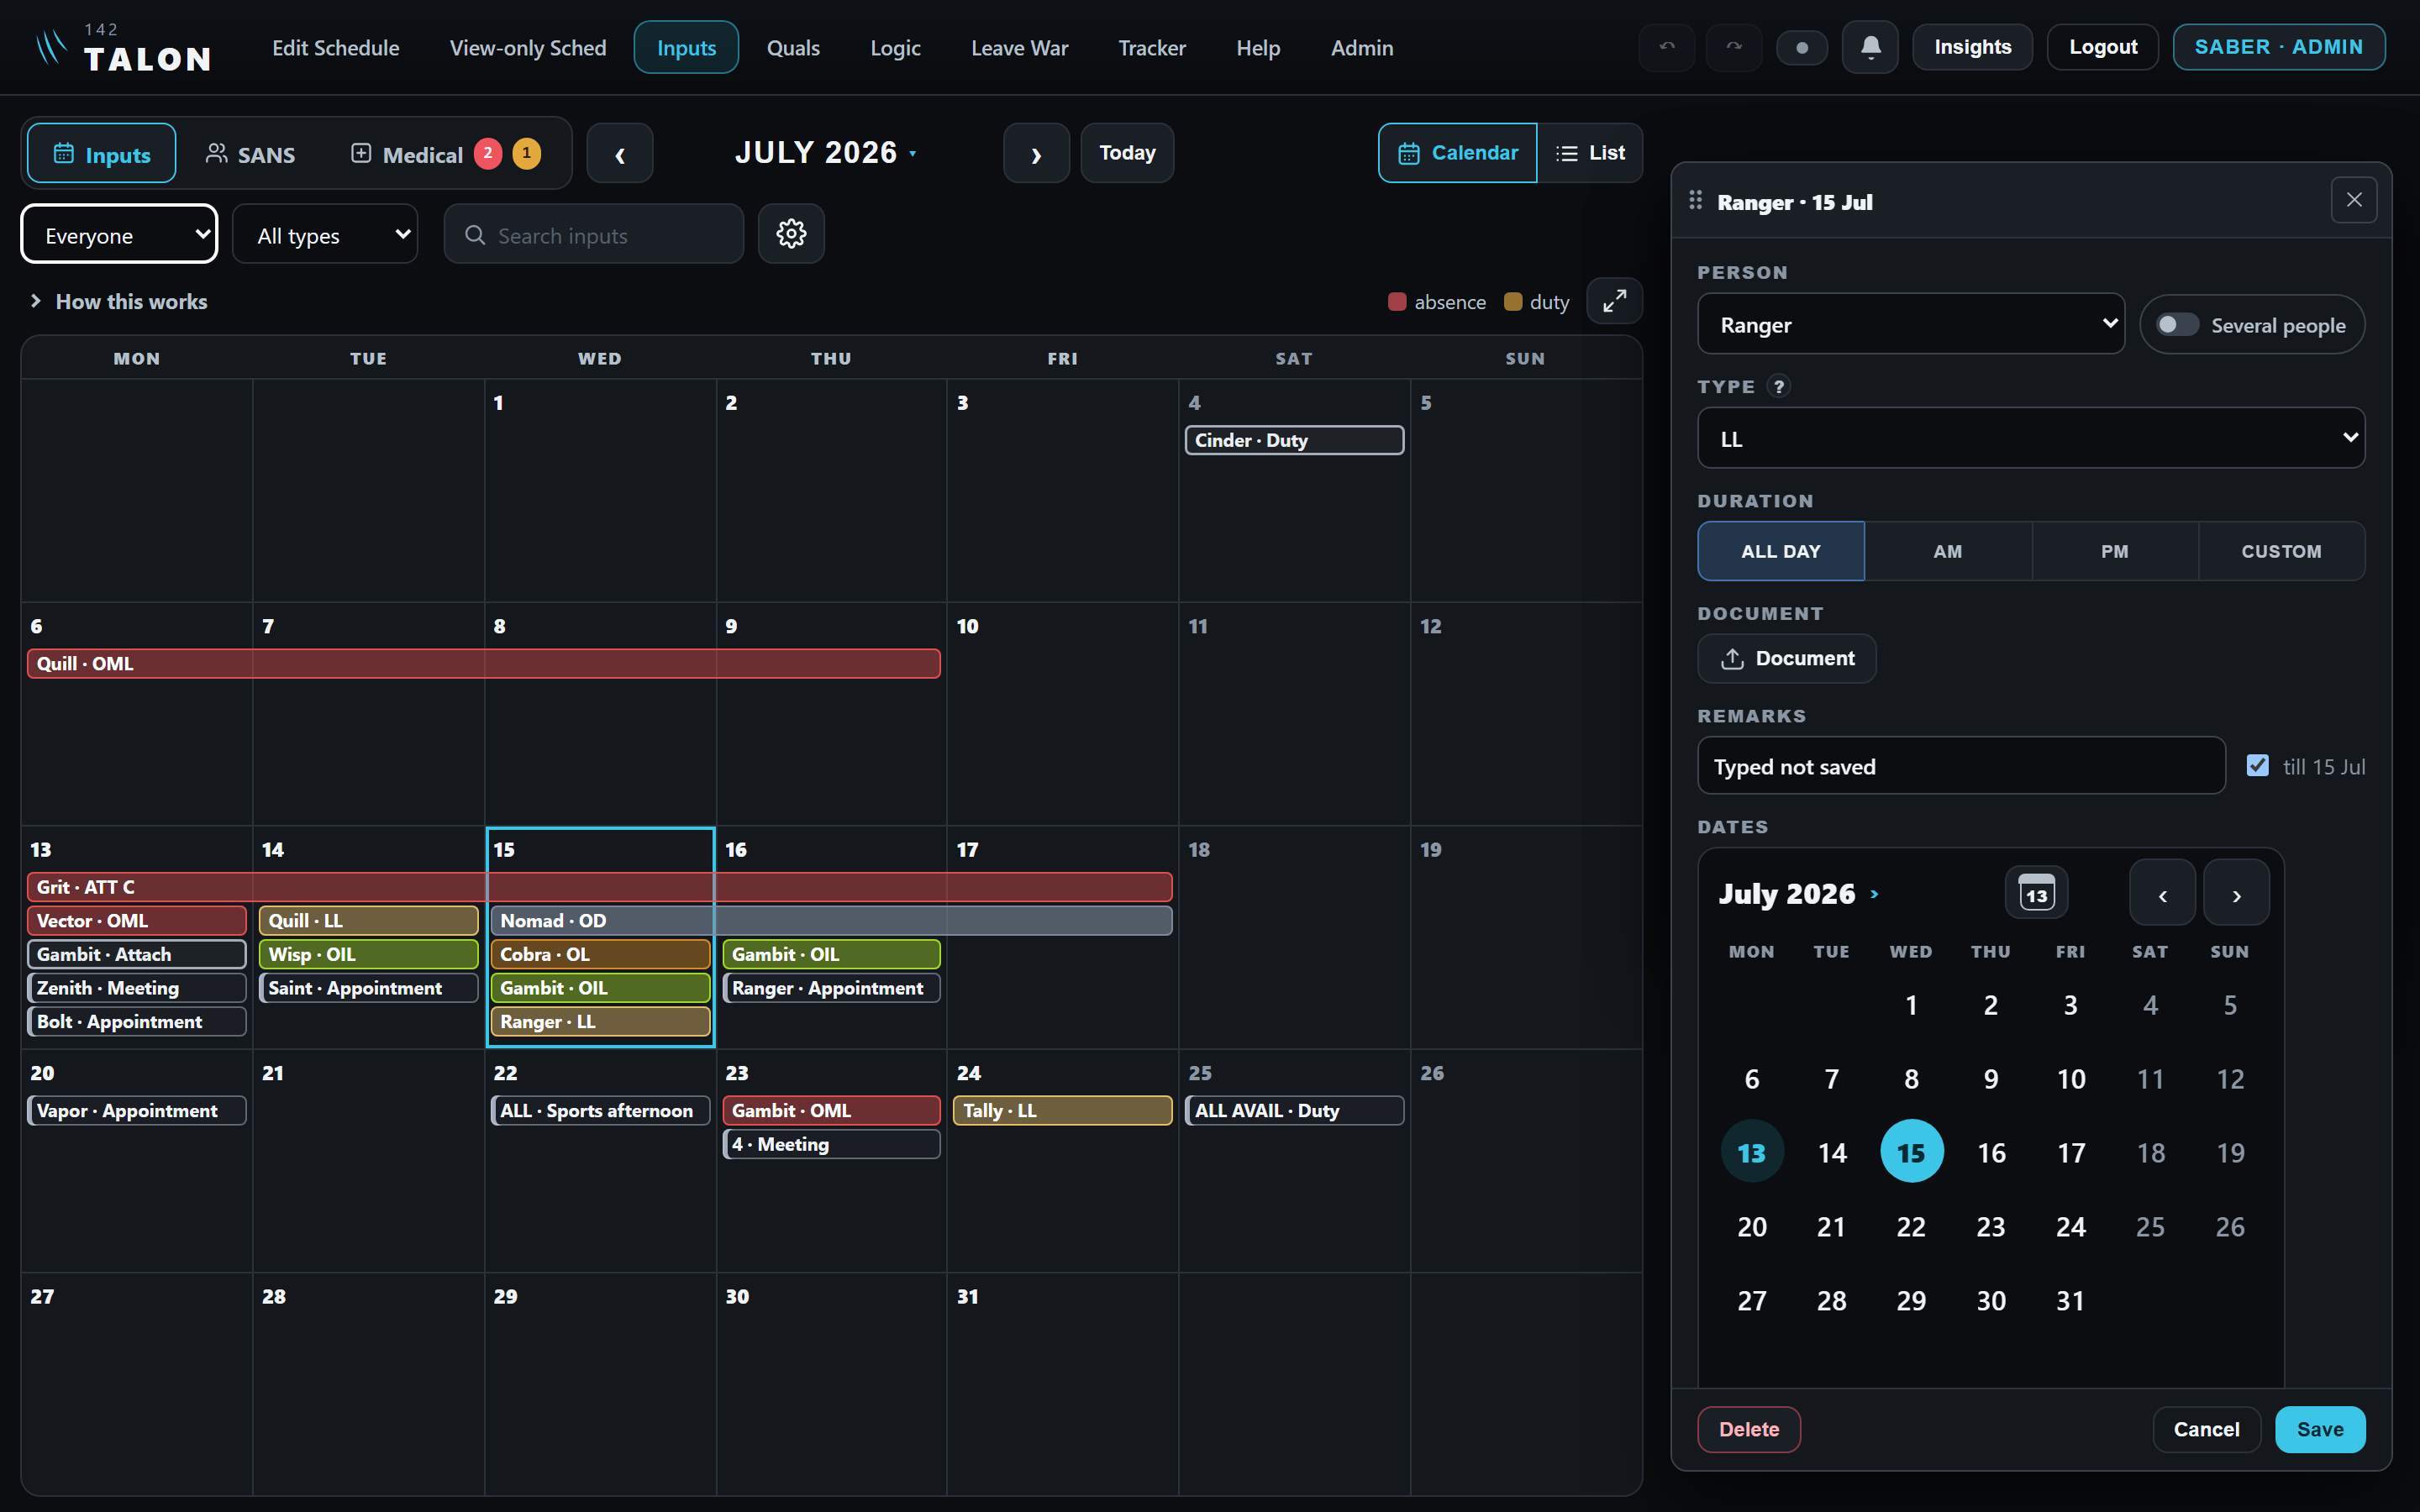 142
TALON
Edit Schedule
View-only Sched
Inputs
Quals
Logic
Leave War
Tracker
Help
Admin
Insights
Logout
SABER · ADMIN
Inputs
SANS
Medical 2 1
‹
JULY 2026
›
Today
Calendar
List
Everyone
All types
Search inputs
How this works
absence
duty
MON TUE WED THU FRI SAT SUN
1 2 3 4 5
Cinder · Duty
6 7 8 9 10 11 12
Quill · OML
13 14 15 16 17 18 19
Grit · ATT C
Vector · OML
Quill · LL
Nomad · OD
Gambit · Attach
Wisp · OIL
Cobra · OL
Gambit · OIL
Zenith · Meeting
Saint · Appointment
Gambit · OIL
Ranger · Appointment
Bolt · Appointment
Ranger · LL
20 21 22 23 24 25 26
Vapor · Appointment
ALL · Sports afternoon
Gambit · OML
Tally · LL
ALL AVAIL · Duty
4 · Meeting
27 28 29 30 31
Ranger · 15 Jul
PERSON
Ranger
Several people
TYPE ?
LL
DURATION
ALL DAY
AM
PM
CUSTOM
DOCUMENT
Document
REMARKS
Typed not saved
till 15 Jul
DATES
July 2026 ›
13
‹ ›
MON TUE WED THU FRI SAT SUN
1 2 3 4 5
6 7 8 9 10 11 12
13 14 15 16 17 18 19
20 21 22 23 24 25 26
27 28 29 30 31
Delete
Cancel
Save